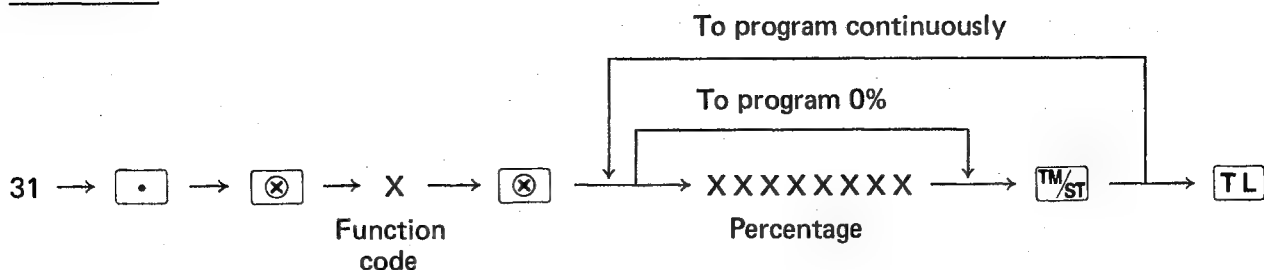 To program continuously
To program 0%
31 → • → ⊗ → X → ⊗ → XXXXXXXX → TM/ST → TL
Function code
Percentage